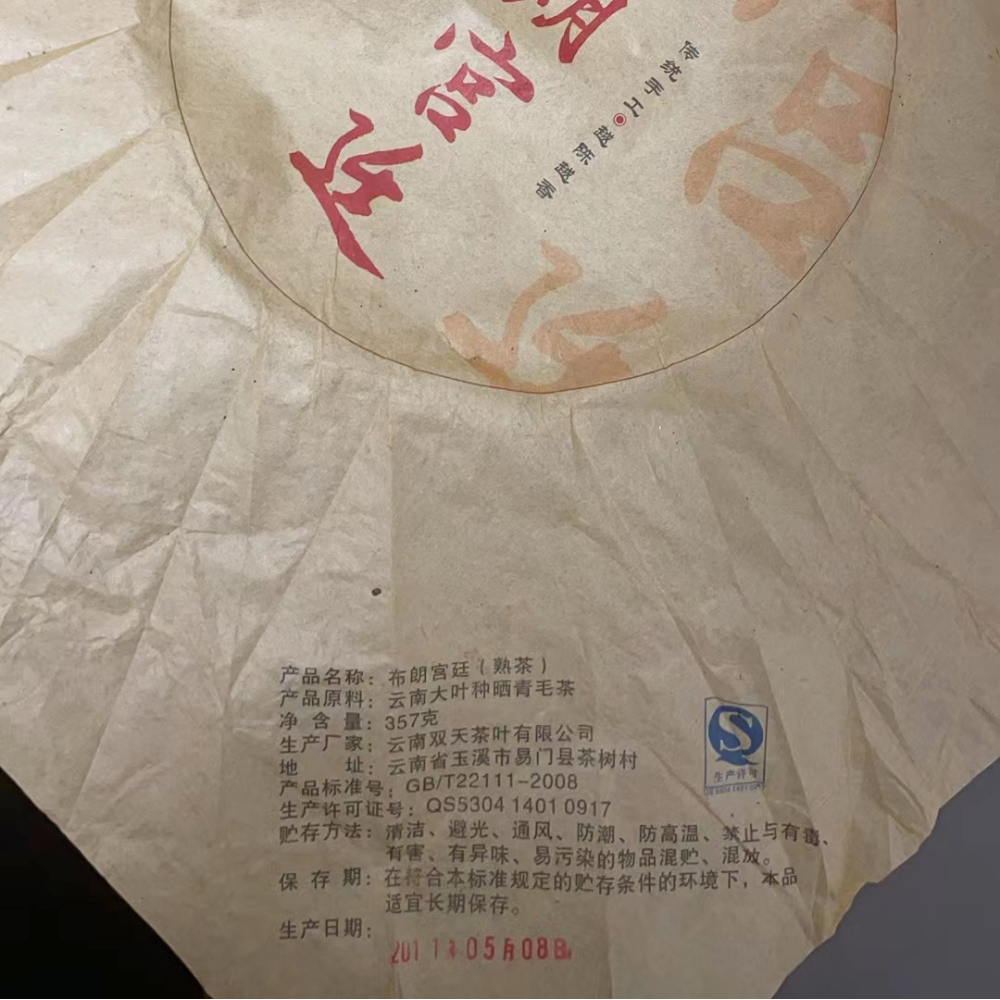 朗宫廷
传统手工 越陈越香
产品名称：布朗宫廷（熟茶）
产品原料：云南大叶种晒青毛茶
净含量：357克
生产厂家：云南双天茶叶有限公司
地址：云南省玉溪市易门县茶树村
产品标准号：GB/T22111-2008
生产许可证号：QS5304 1401 0917
贮存方法：清洁、避光、通风、防潮、防高温、禁止与有毒、
有害、有异味、易污染的物品混贮、混放。
保存期：在符合本标准规定的贮存条件的环境下，本品
适宜长期保存。
生产日期：
2011年05月08日
生产许可
QS5304 1401 0917